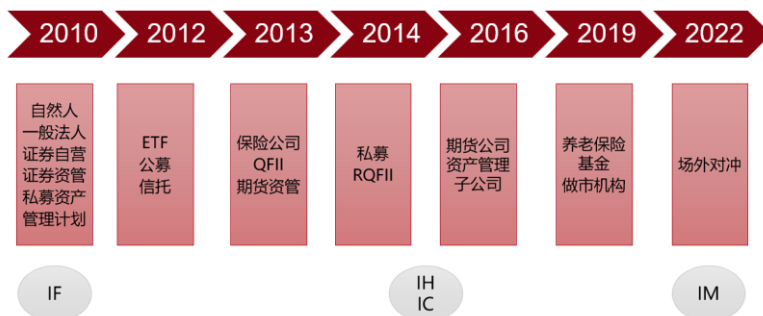 2010
2012
2013
2014
2016
2019
2022
自然人
一般法人
证券自营
证券资管
私募资产
管理计划
ETF
公募
信托
保险公司
QFII
期货资管
私募
RQFII
期货公司
资产管理
子公司
养老保险
基金
做市机构
场外对冲
IF
IH
IC
IM